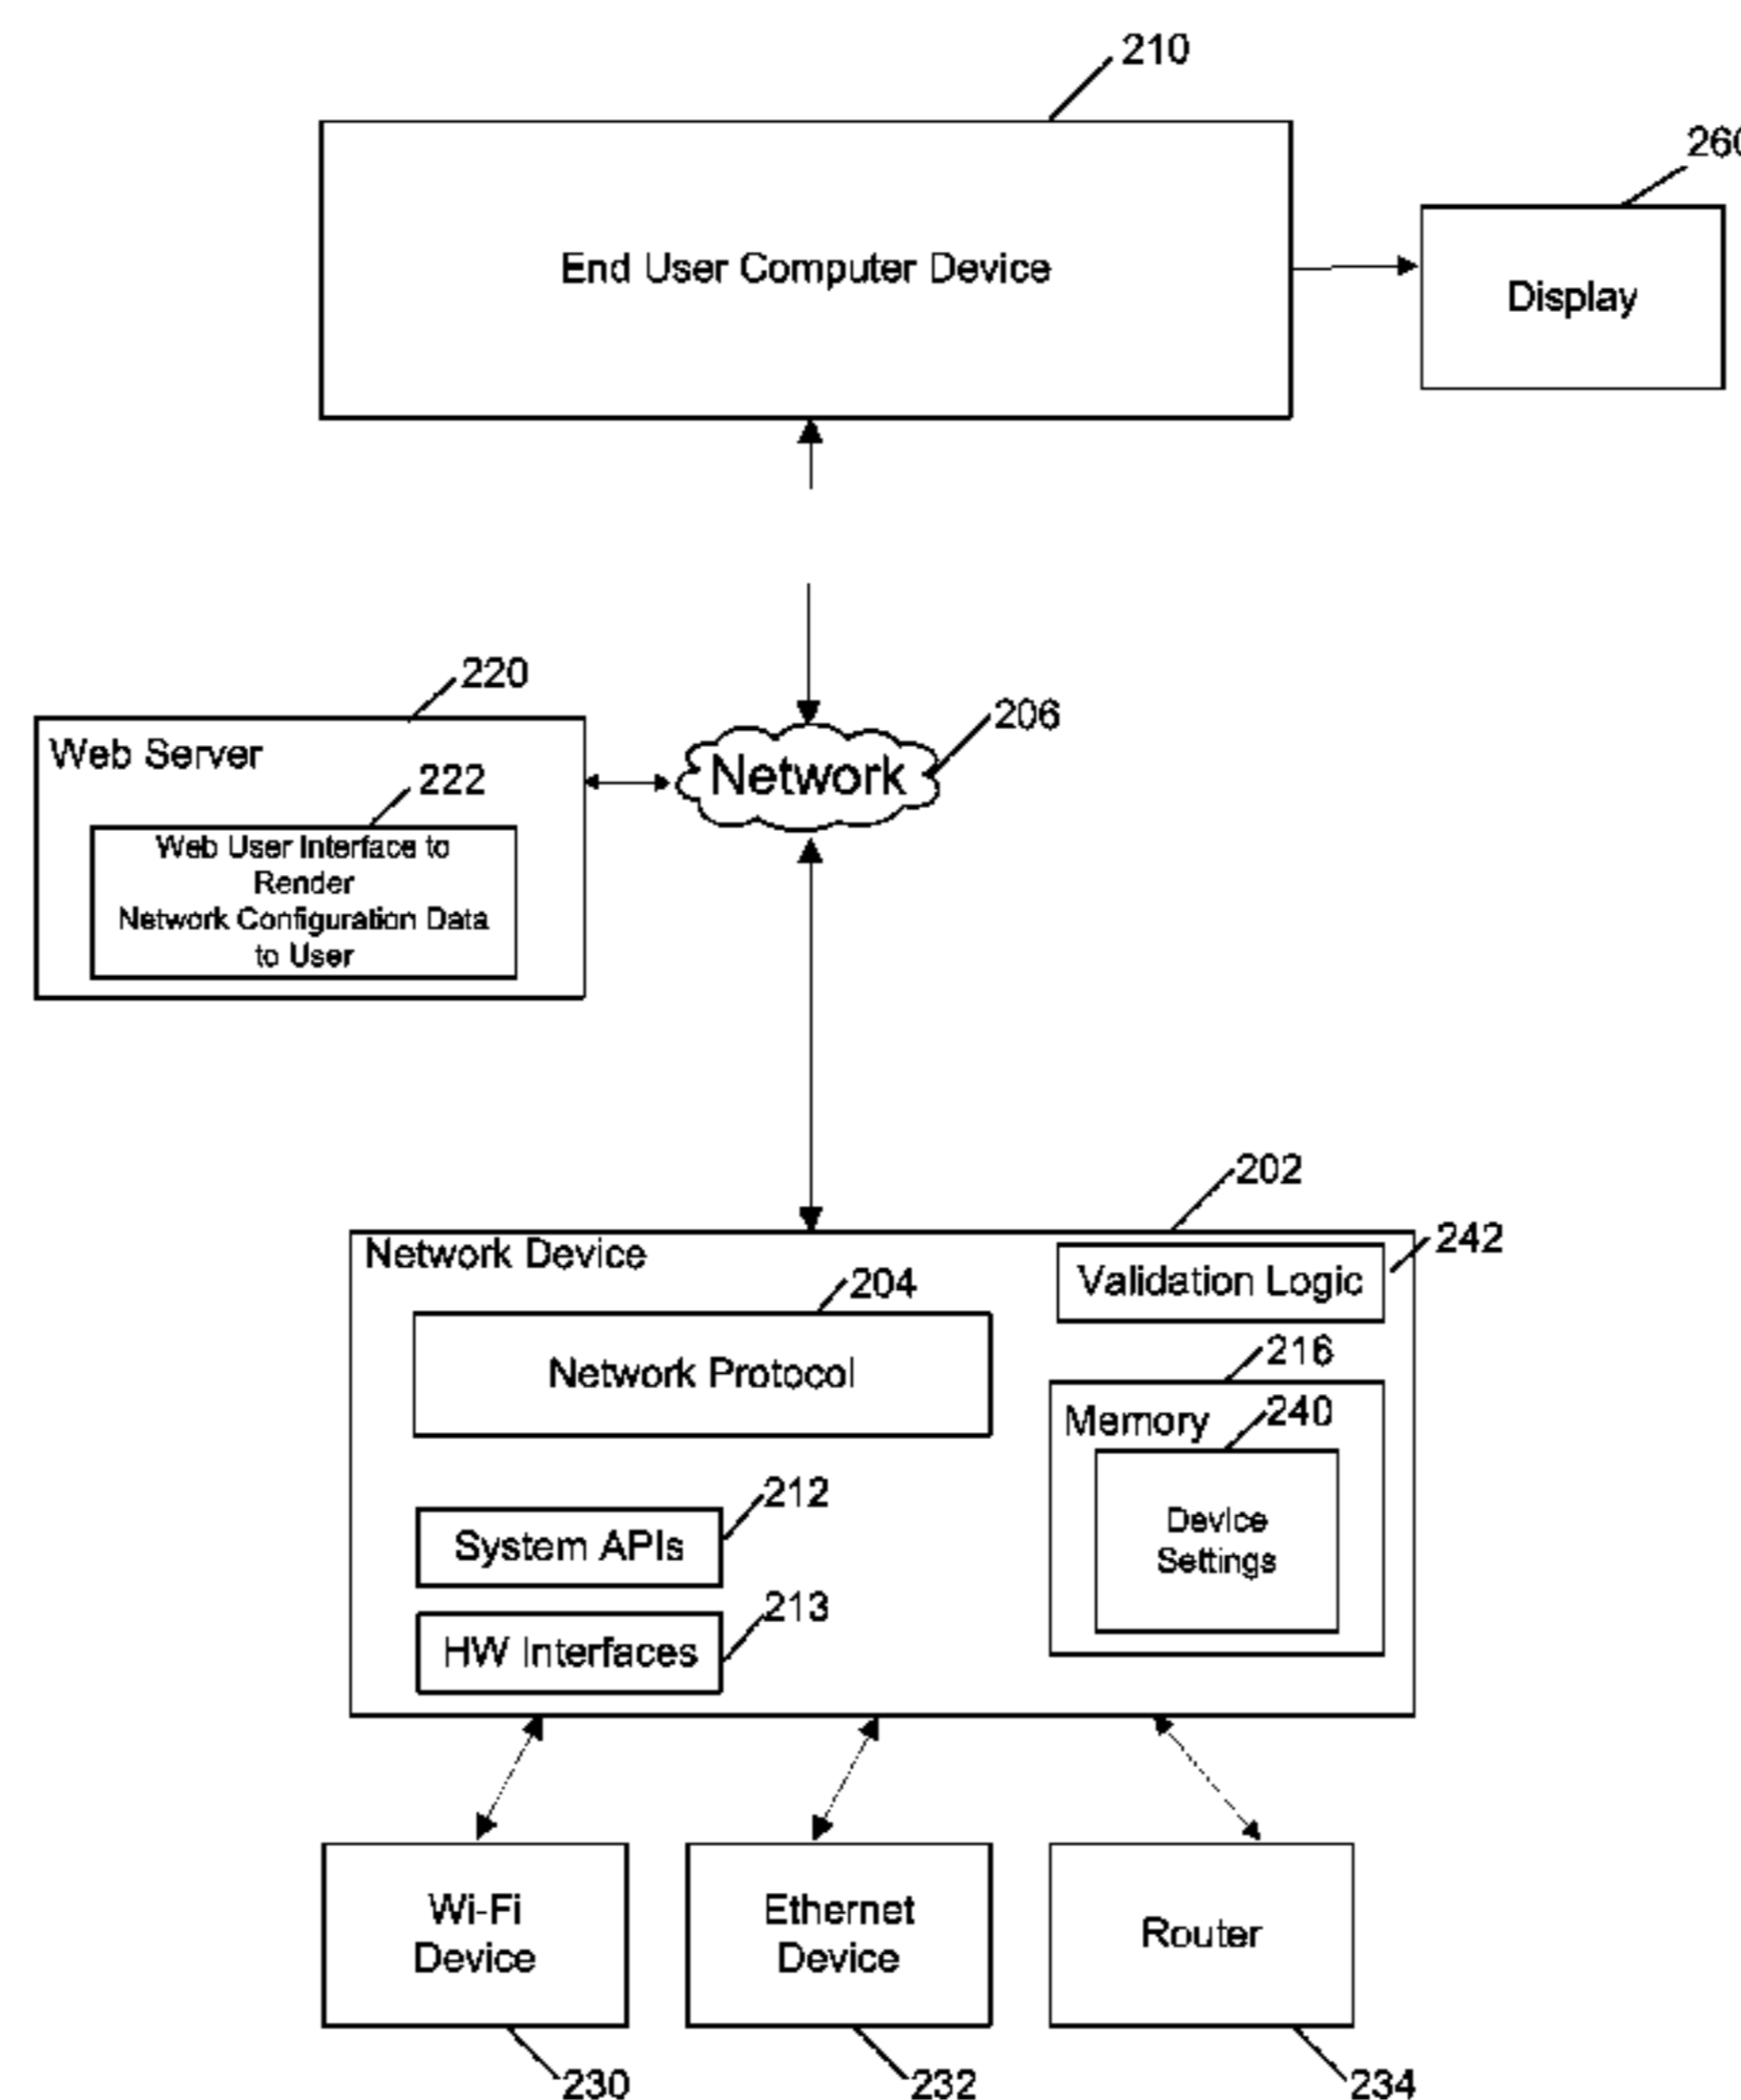 210
260
End User Computer Device
Display
220
206
Web Server
Network
222
Web User Interface to
Render
Network Configuration Data
to User
202
242
Network Device
Validation Logic
204
Network Protocol
216
Memory
240
212
System APIs
Device
Settings
213
HW Interfaces
Wi-Fi
Device
Ethernet
Device
Router
230
232
234